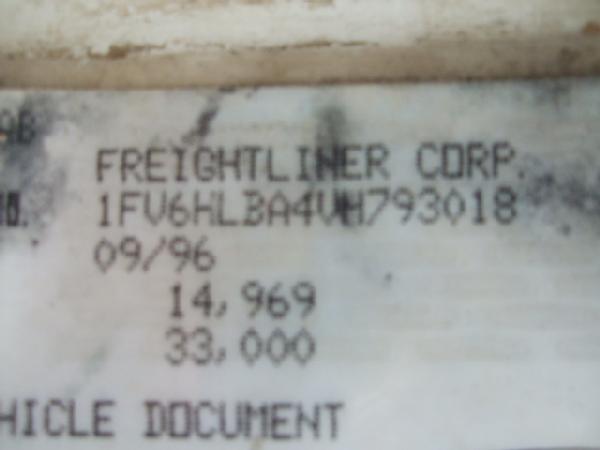 FREIGHTLINER CORP.
1FV6HLBA4VH793018
09/96
14,969
33,000
HICLE DOCUMENT